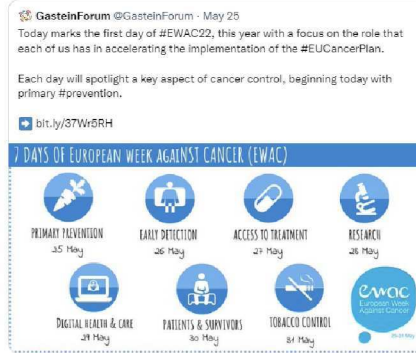 GasteinForum @GasteinForum · May 25
Today marks the first day of #EWAC22, this year with a focus on the role that
each of us has in accelerating the implementation of the #EUCancerPlan.
Each day will spotlight a key aspect of cancer control, beginning today with
primary #prevention.
➡ bit.ly/37Wr5RH
7 DAYS OF EUROPEAN WEEK AGAINST CANCER (EWAC)
PRIMARY PREVENTION
25 May
EARLY DETECTION
26 May
ACCESS TO TREATMENT
27 May
RESEARCH
28 May
DIGITAL HEALTH & CARE
29 May
PATIENTS & SURVIVORS
30 May
TOBACCO CONTROL
31 May
ewac
European Week
Against Cancer
25-31 May